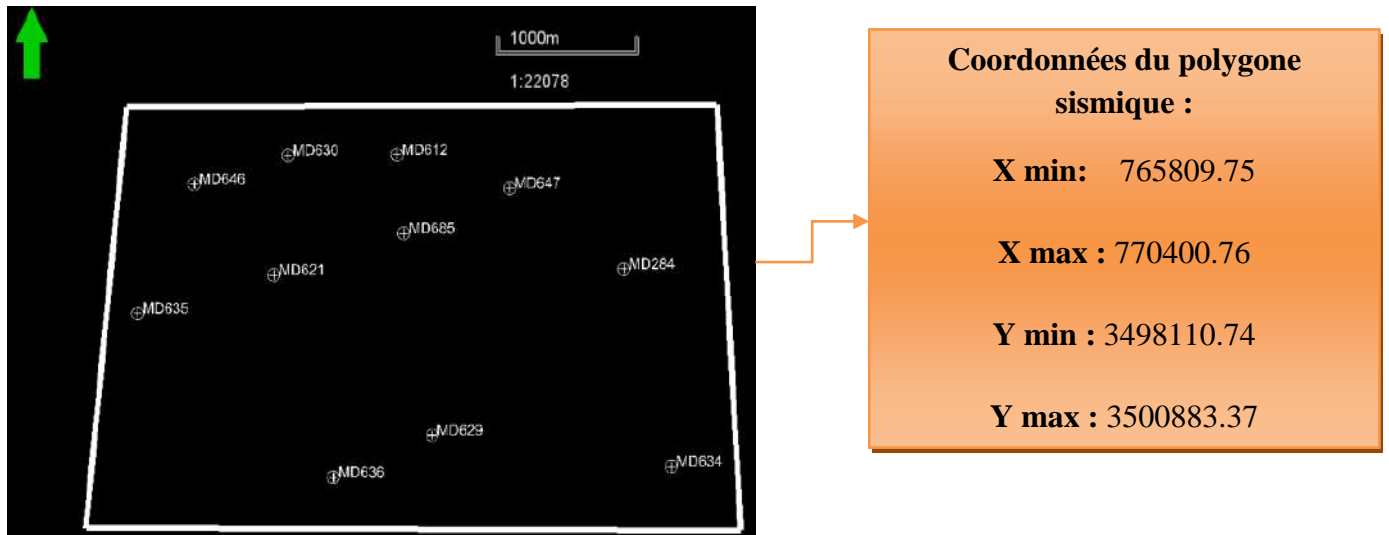 1000m
1:22078
MD630
MD612
MD646
MD647
MD685
MD284
MD621
MD635
MD629
MD634
MD636
Coordonnées du polygone
sismique :
X min: 765809.75
X max : 770400.76
Y min : 3498110.74
Y max : 3500883.37